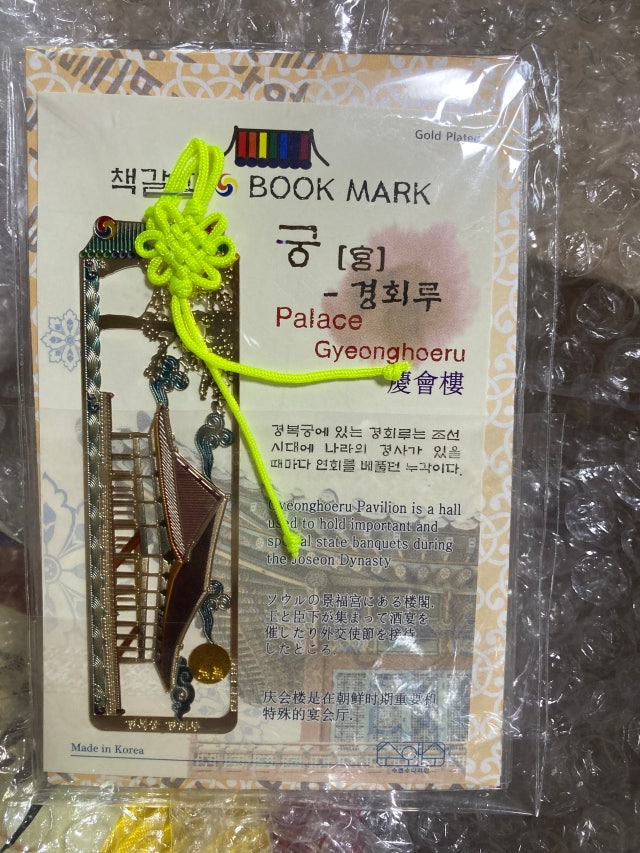 Gold Plated
책갈피 BOOK MARK
궁 [宮]
- 경회루
Palace
Gyeonghoeru
慶會樓
경복궁에 있는 경회루는 조선
시대에 나라의 경사가 있을
때마다 연회를 베풀던 누각이다.
Gyeonghoeru Pavilion is a hall
used to hold important and
special state banquets during
the Joseon Dynasty
ソウルの景福宮にある楼閣.
王と臣下が集まって酒宴を
催したり外交使節を接待
したところ.
庆会楼是在朝鲜时期重要和
特殊的宴会厅.
경복궁 경회루
Made in Korea